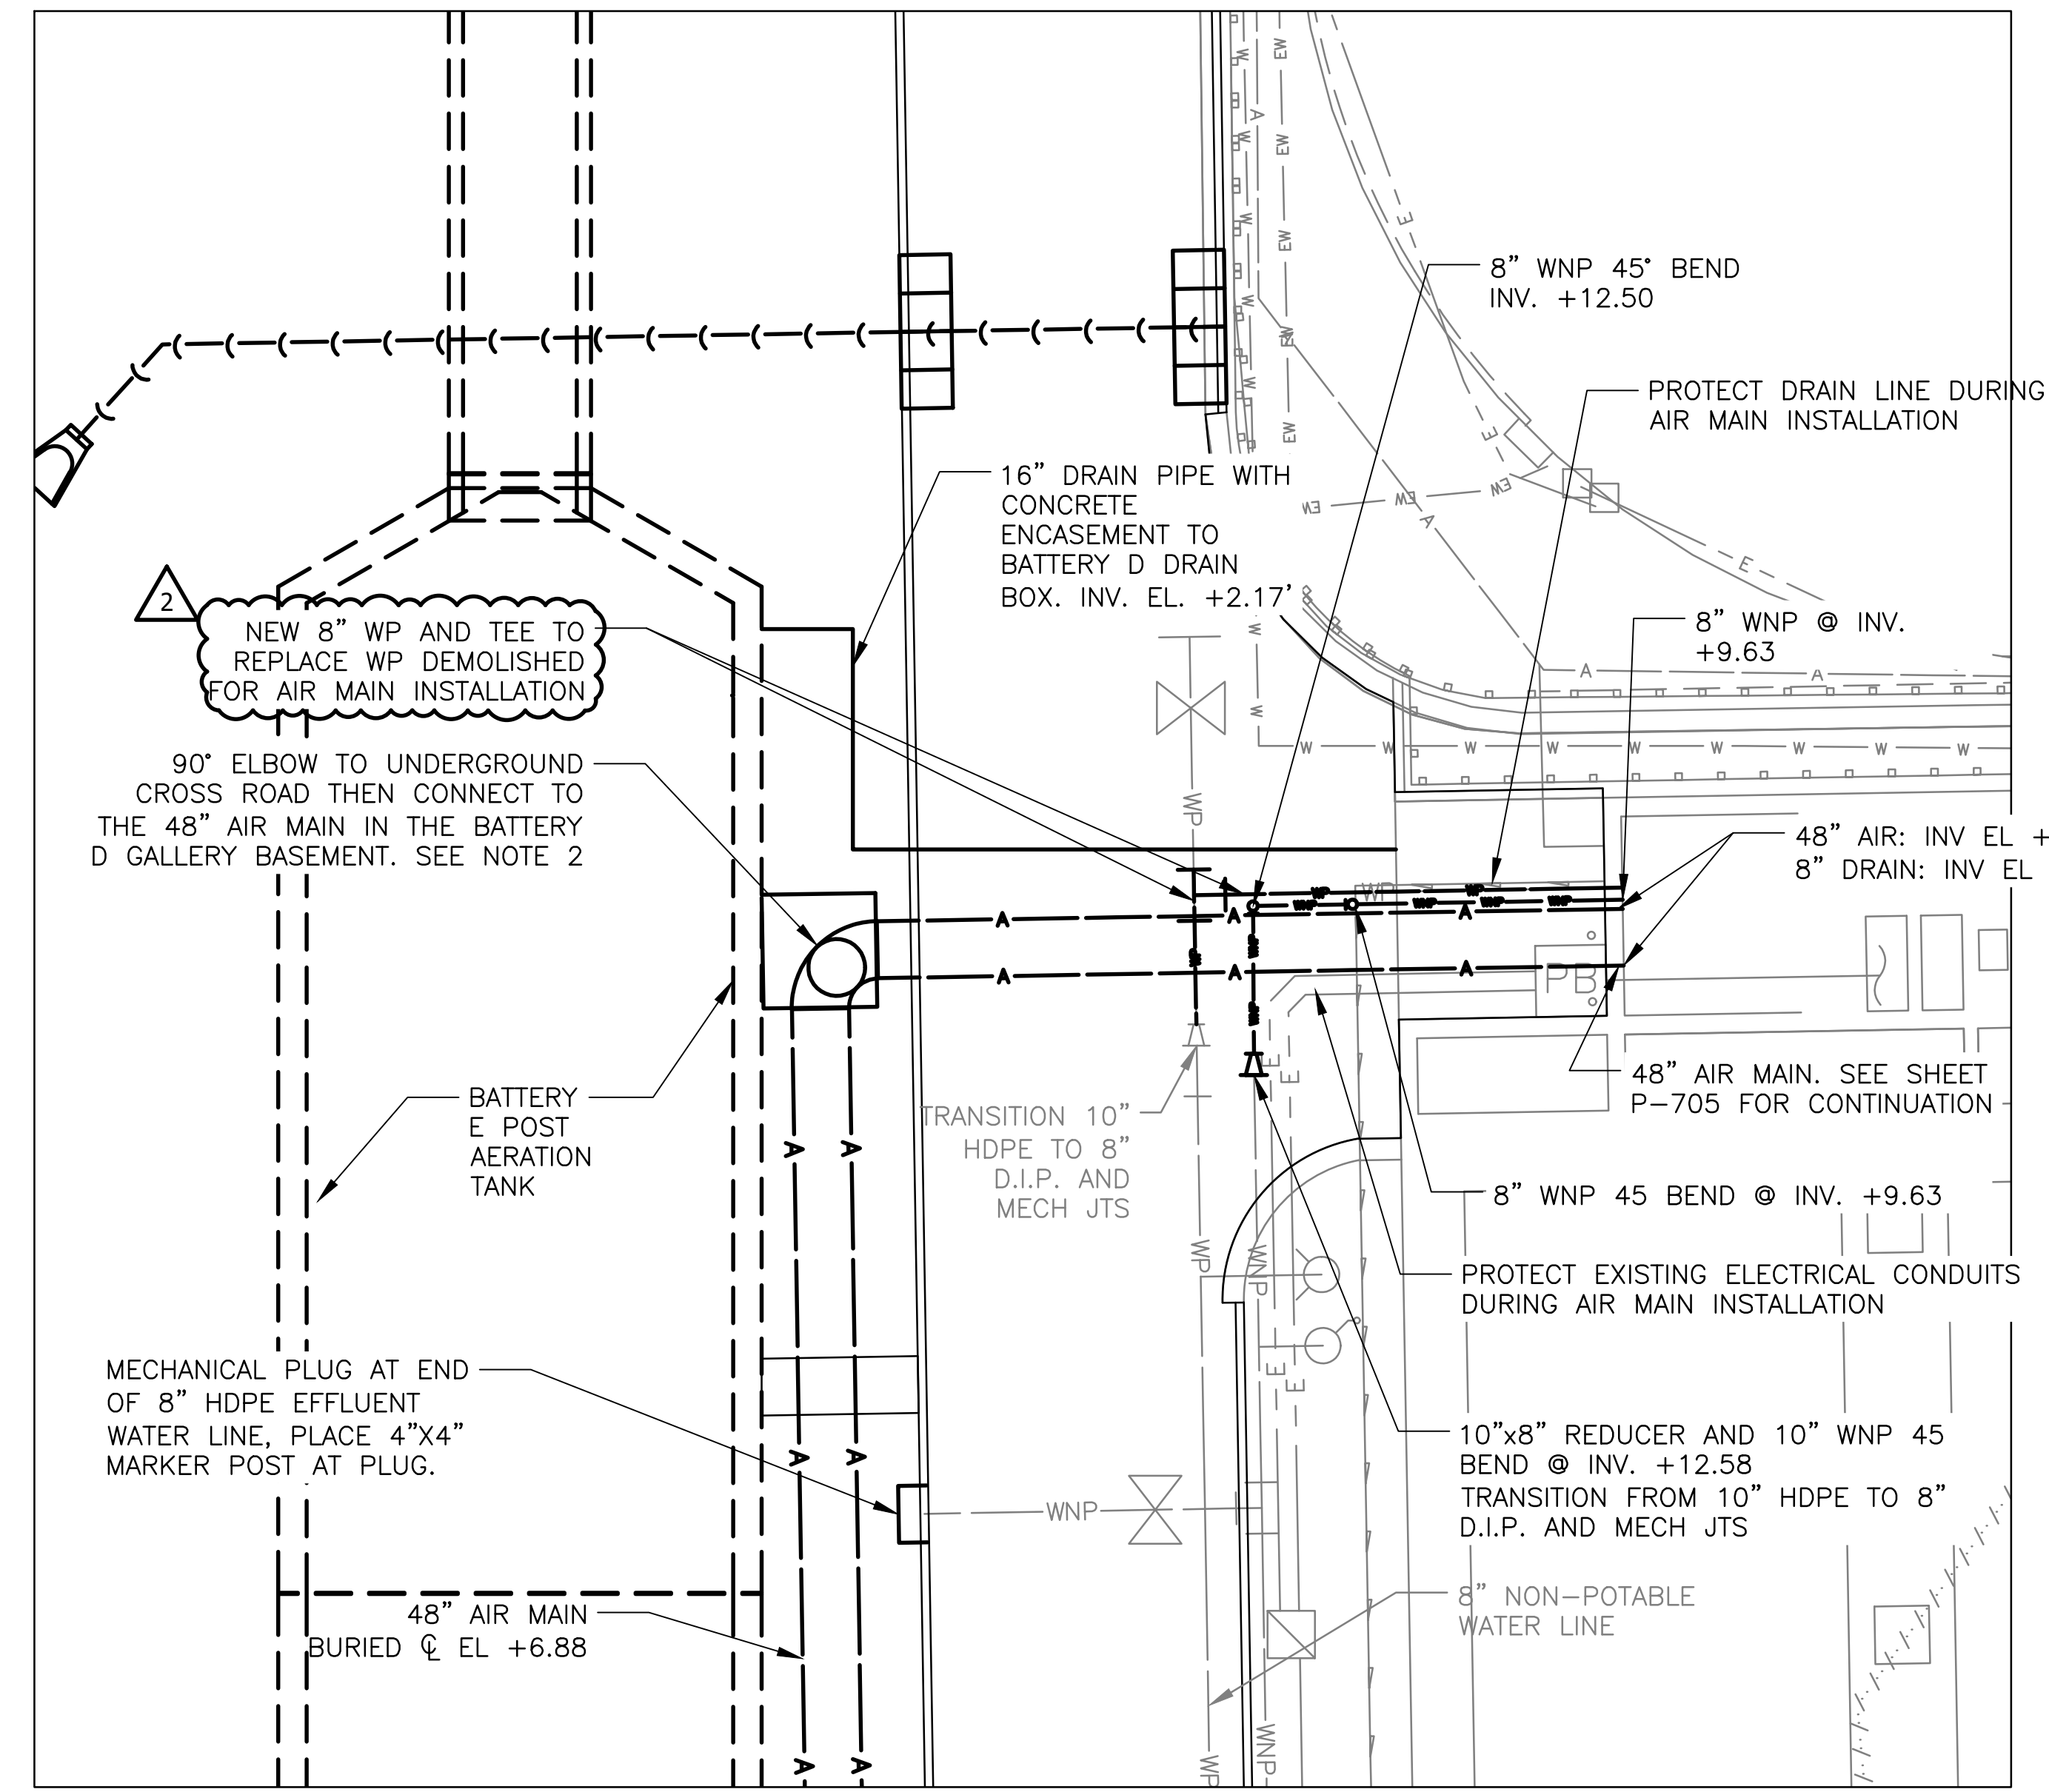 8” WNP 45° BEND
INV. +12.50
PROTECT DRAIN LINE DURING
AIR MAIN INSTALLATION
16” DRAIN PIPE WITH
CONCRETE
ENCASEMENT TO
BATTERY D DRAIN
BOX. INV. EL. +2.17’
2
NEW 8” WP AND TEE TO
REPLACE WP DEMOLISHED
FOR AIR MAIN INSTALLATION
8” WNP @ INV.
+9.63
90° ELBOW TO UNDERGROUND
CROSS ROAD THEN CONNECT TO
THE 48” AIR MAIN IN THE BATTERY
D GALLERY BASEMENT. SEE NOTE 2
48” AIR: INV EL +
8” DRAIN: INV EL
PB
48” AIR MAIN. SEE SHEET
P–705 FOR CONTINUATION
BATTERY
E POST
AERATION
TANK
TRANSITION 10”
HDPE TO 8”
D.I.P. AND
MECH JTS
8” WNP 45 BEND @ INV. +9.63
PROTECT EXISTING ELECTRICAL CONDUITS
DURING AIR MAIN INSTALLATION
MECHANICAL PLUG AT END
OF 8” HDPE EFFLUENT
WATER LINE, PLACE 4”X4”
MARKER POST AT PLUG.
10”x8” REDUCER AND 10” WNP 45
BEND @ INV. +12.58
TRANSITION FROM 10” HDPE TO 8”
D.I.P. AND MECH JTS
WNP
8” NON–POTABLE
WATER LINE
48” AIR MAIN
BURIED ℄ EL +6.88